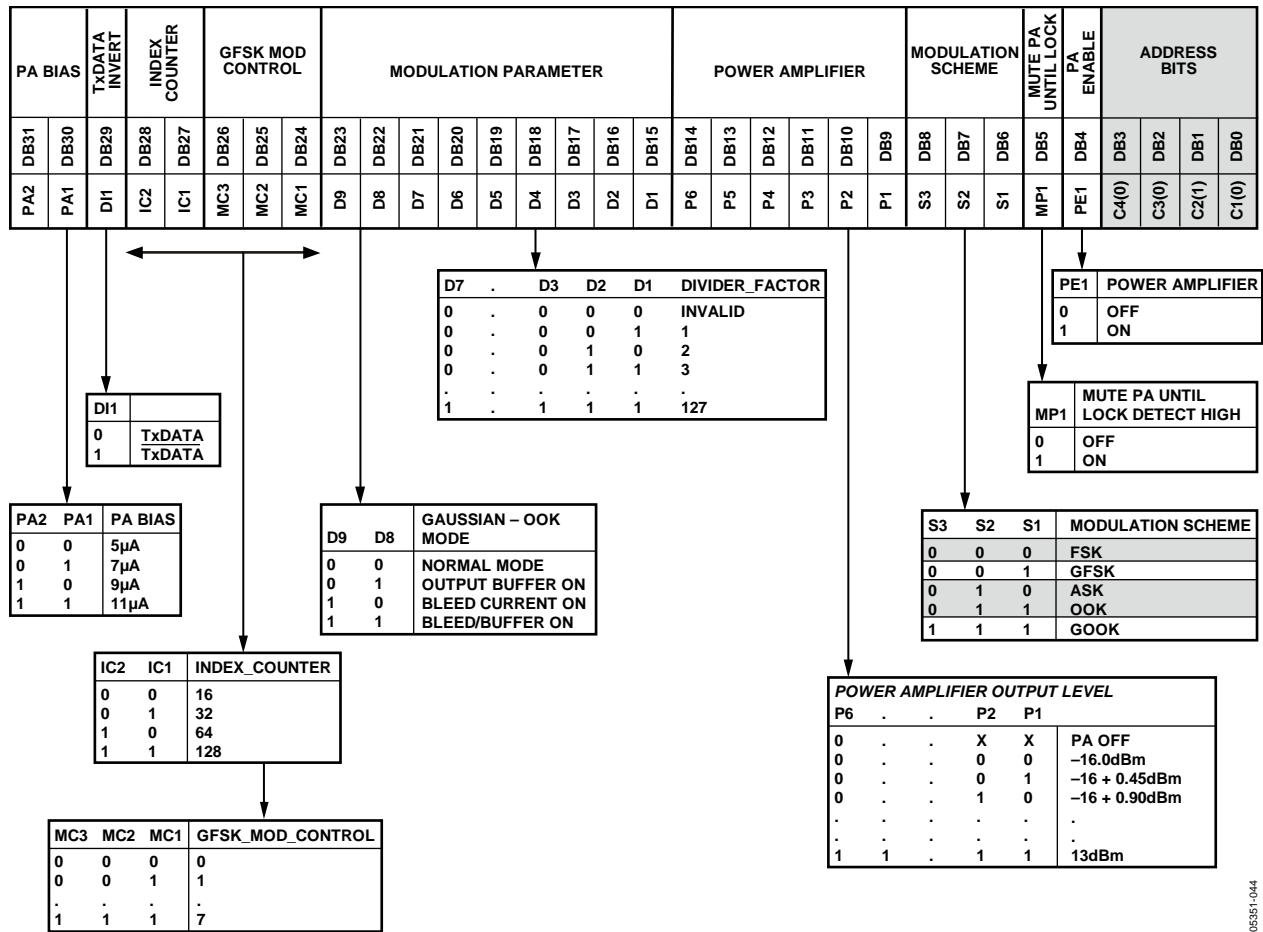 PA BIAS
TxDATA
INVERT
INDEX
COUNTER
GFSK MOD
CONTROL
MODULATION PARAMETER
POWER AMPLIFIER
MODULATION
SCHEME
MUTE PA
UNTIL LOCK
PA
ENABLE
ADDRESS
BITS
DB31 DB30 DB29 DB28 DB27 DB26 DB25 DB24 DB23 DB22 DB21 DB20 DB19 DB18 DB17 DB16 DB15 DB14 DB13 DB12 DB11 DB10 DB9 DB8 DB7 DB6 DB5 DB4 DB3 DB2 DB1 DB0
PA2 PA1 DI1 IC2 IC1 MC3 MC2 MC1 D9 D8 D7 D6 D5 D4 D3 D2 D1 P6 P5 P4 P3 P2 P1 S3 S2 S1 MP1 PE1 C4(0) C3(0) C2(1) C1(0)
D7 . D3 D2 D1 DIVIDER_FACTOR
0 . 0 0 0 INVALID
0 . 0 0 1 1
0 . 0 1 0 2
0 . 0 1 1 3
. . . . . .
1 . 1 1 1 127
PE1 POWER AMPLIFIER
0 OFF
1 ON
MP1 MUTE PA UNTIL
LOCK DETECT HIGH
0 OFF
1 ON
DI1
0 TxDATA
1 TxDATA
PA2 PA1 PA BIAS
0 0 5µA
0 1 7µA
1 0 9µA
1 1 11µA
D9 D8 GAUSSIAN – OOK
MODE
0 0 NORMAL MODE
0 1 OUTPUT BUFFER ON
1 0 BLEED CURRENT ON
1 1 BLEED/BUFFER ON
S3 S2 S1 MODULATION SCHEME
0 0 0 FSK
0 0 1 GFSK
0 1 0 ASK
0 1 1 OOK
1 1 1 GOOK
IC2 IC1 INDEX_COUNTER
0 0 16
0 1 32
1 0 64
1 1 128
POWER AMPLIFIER OUTPUT LEVEL
P6 . . P2 P1
0 . . X X PA OFF
0 . . 0 0 –16.0dBm
0 . . 0 1 –16 + 0.45dBm
0 . . 1 0 –16 + 0.90dBm
. . . . . .
. . . . . .
1 1 . 1 1 13dBm
MC3 MC2 MC1 GFSK_MOD_CONTROL
0 0 0 0
0 0 1 1
. . . .
1 1 1 7
05351-044